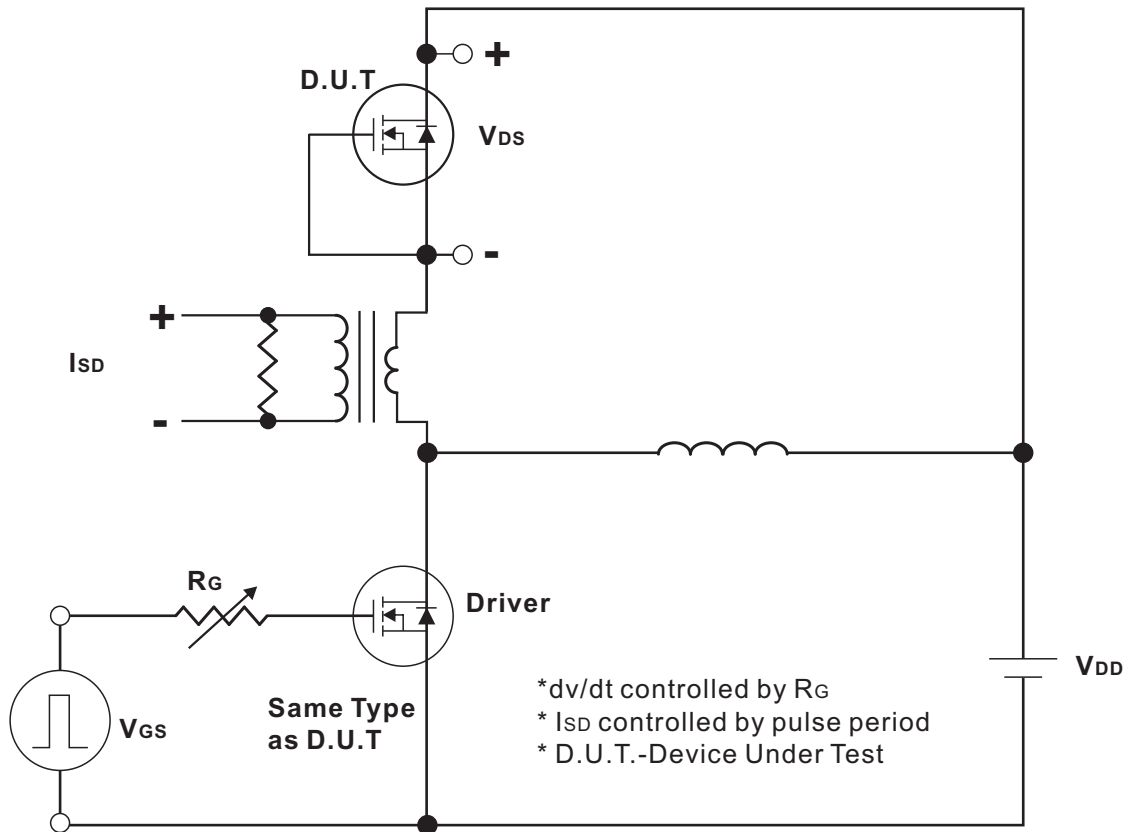 +
D.U.T
VDS
-
+
ISD
-
RG
Driver
VDD
VGS
Same Type
as D.U.T
*dv/dt controlled by RG
* ISD controlled by pulse period
* D.U.T.-Device Under Test